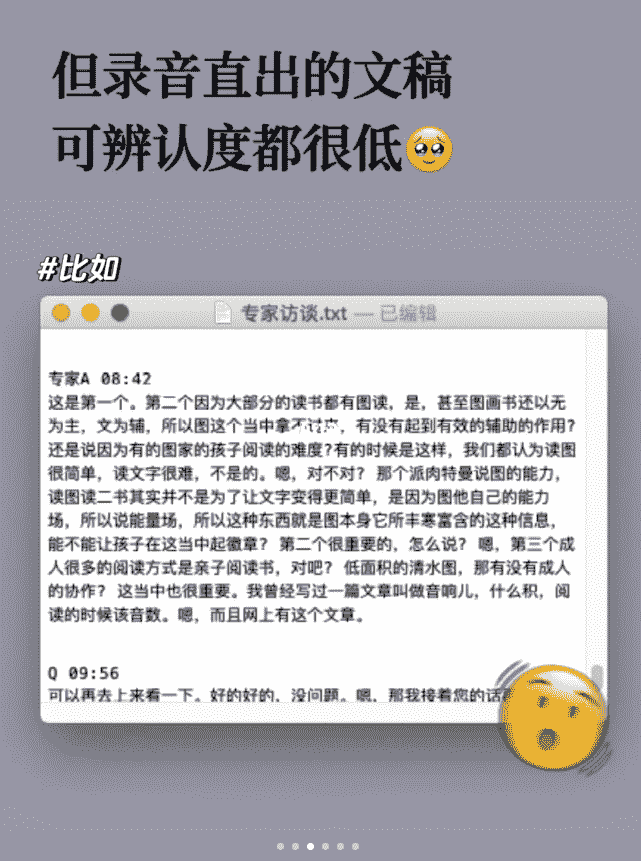 但录音直出的文稿
可辨认度都很低
#比如
专家访谈.txt — 已编辑
专家A 08:42
这是第一个。第二个因为大部分的读书都有图读，是，甚至图画书还以无
为主，文为辅，所以图这个当中拿不，有没有起到有效的辅助的作用？
还是说因为有的图家的孩子阅读的难度?有的时候是这样，我们都认为读图
很简单，读文字很难，不是的。嗯，对不对？ 那个派肉特曼说图的能力，
读图读二书其实并不是为了让文字变得更简单，是因为图他自己的能力
场，所以说能量场，所以这种东西就是图本身它所丰寒富含的这种信息，
能不能让孩子在这当中起徽章？ 第二个很重要的，怎么说？ 嗯，第三个成
人很多的阅读方式是亲子阅读书，对吧？ 低面积的清水图，那有没有成人
的协作？ 这当中也很重要。我曾经写过一篇文章叫做音响儿，什么积，阅
读的时候该音数。嗯，而且网上有这个文章。
Q 09:56
可以再去上来看一下。好的好的，没问题。嗯，那我接着您的话